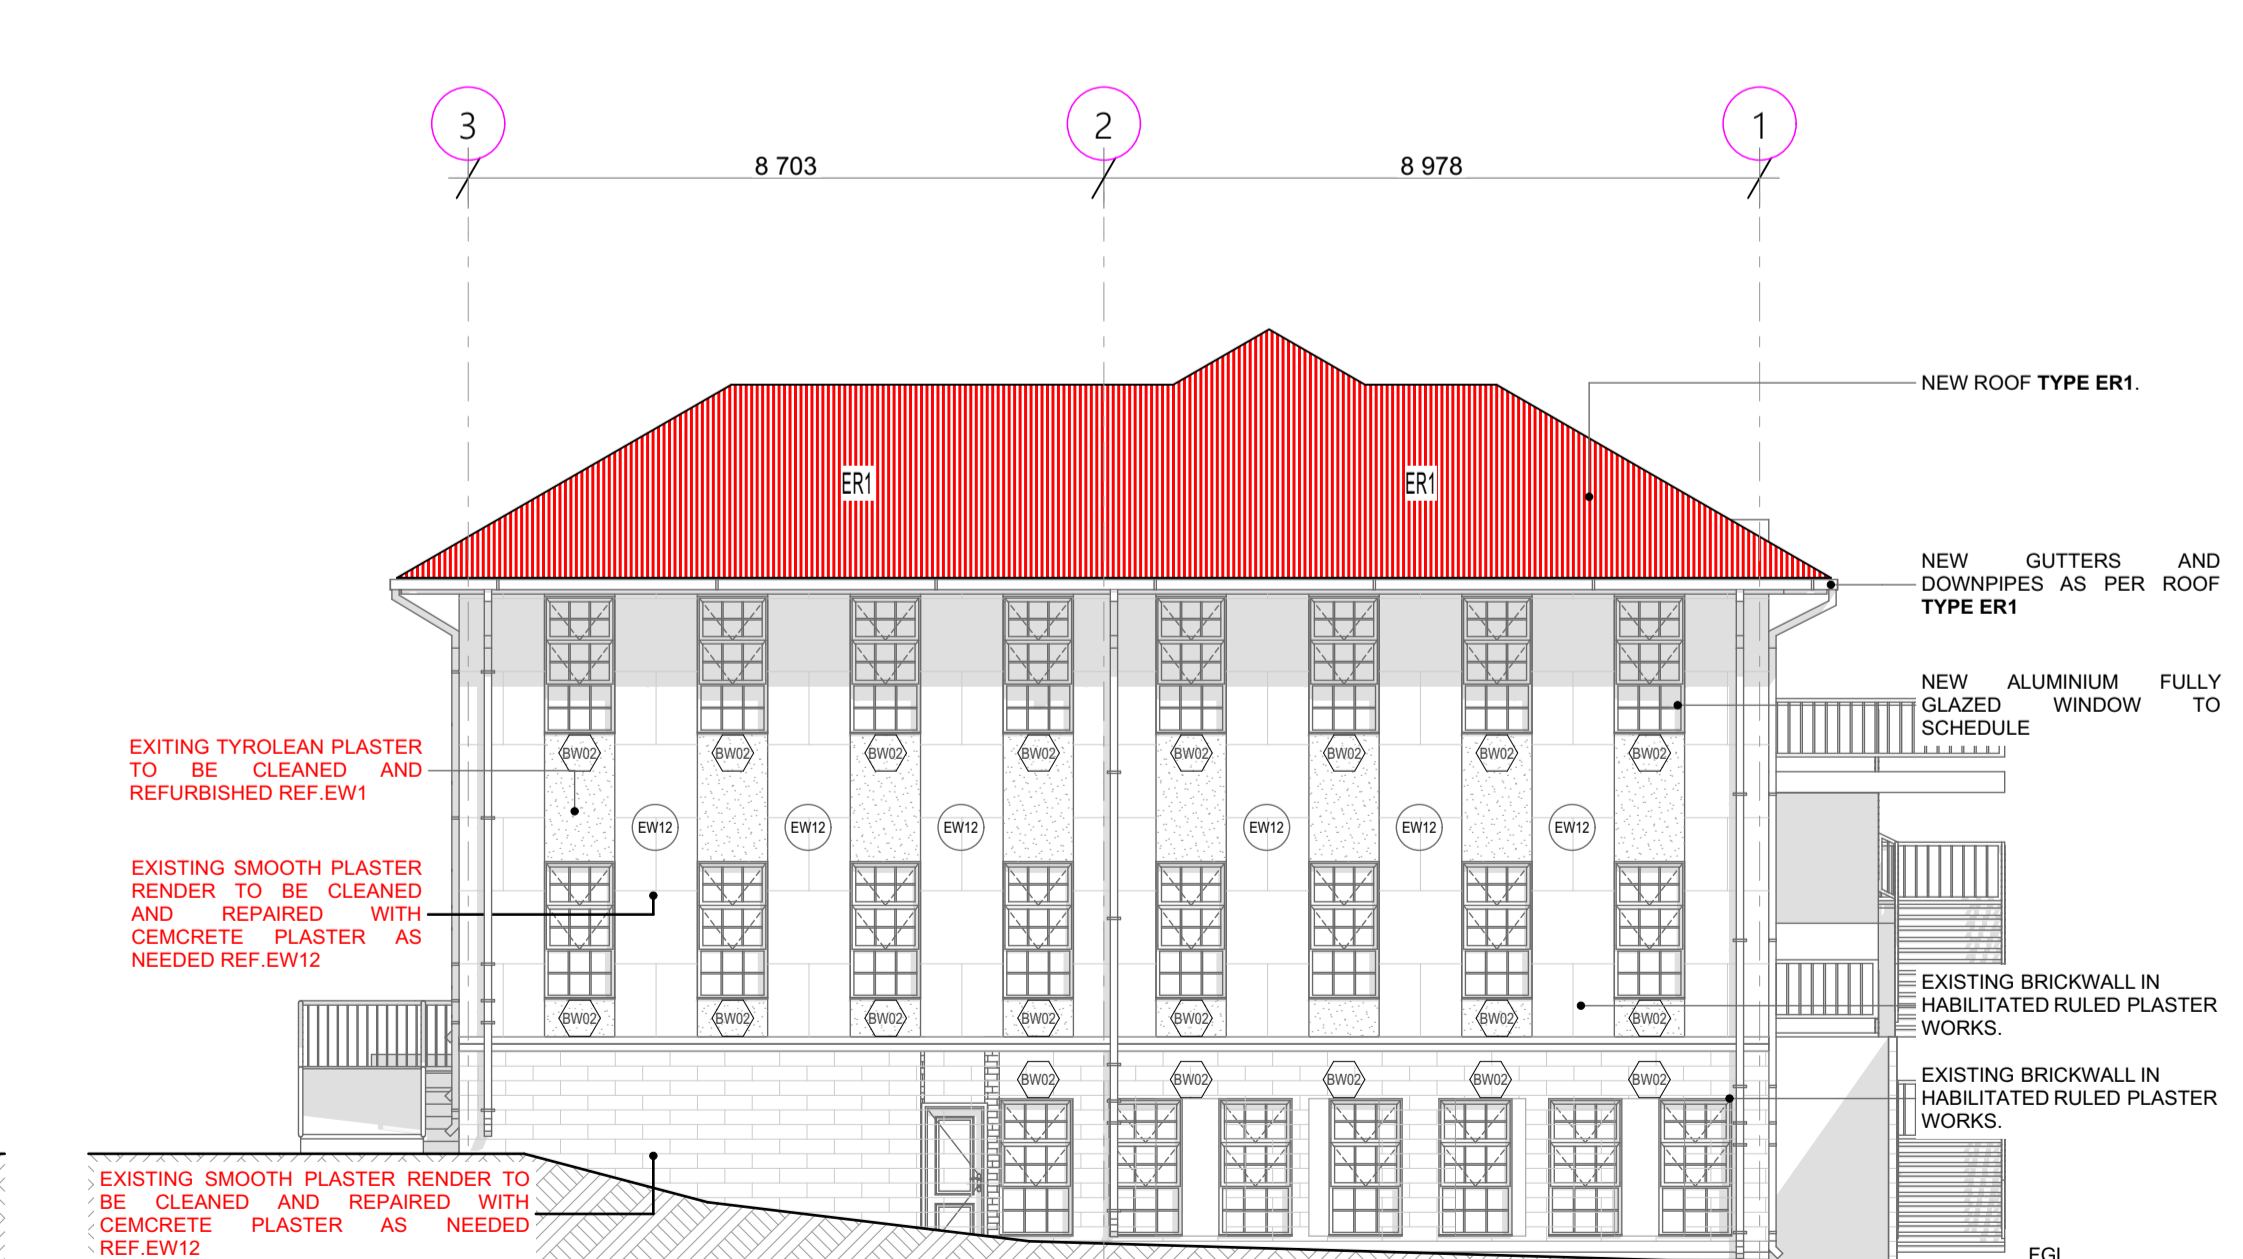 3
2
1
8 703
8 978
NEW ROOF TYPE ER1.
ER1
ER1
NEW GUTTERS AND
DOWNPIPES AS PER ROOF
TYPE ER1
NEW ALUMINIUM FULLY
GLAZED WINDOW TO
SCHEDULE
EXITING TYROLEAN PLASTER
TO BE CLEANED AND
REFURBISHED REF.EW1
BW02
BW02
BW02
BW02
BW02
BW02
BW02
BW02
EW12
EW12
EW12
EW12
EW12
EW12
EXISTING SMOOTH PLASTER
RENDER TO BE CLEANED
AND REPAIRED WITH
CEMCRETE PLASTER AS
NEEDED REF.EW12
EXISTING BRICKWALL IN
HABILITATED RULED PLASTER
WORKS.
BW02
BW02
BW02
BW02
BW02
BW02
BW02
EXISTING BRICKWALL IN
HABILITATED RULED PLASTER
WORKS.
BW02
BW02
BW02
BW02
BW02
EXISTING SMOOTH PLASTER RENDER TO
BE CLEANED AND REPAIRED WITH
CEMCRETE PLASTER AS NEEDED
REF.EW12
EGL